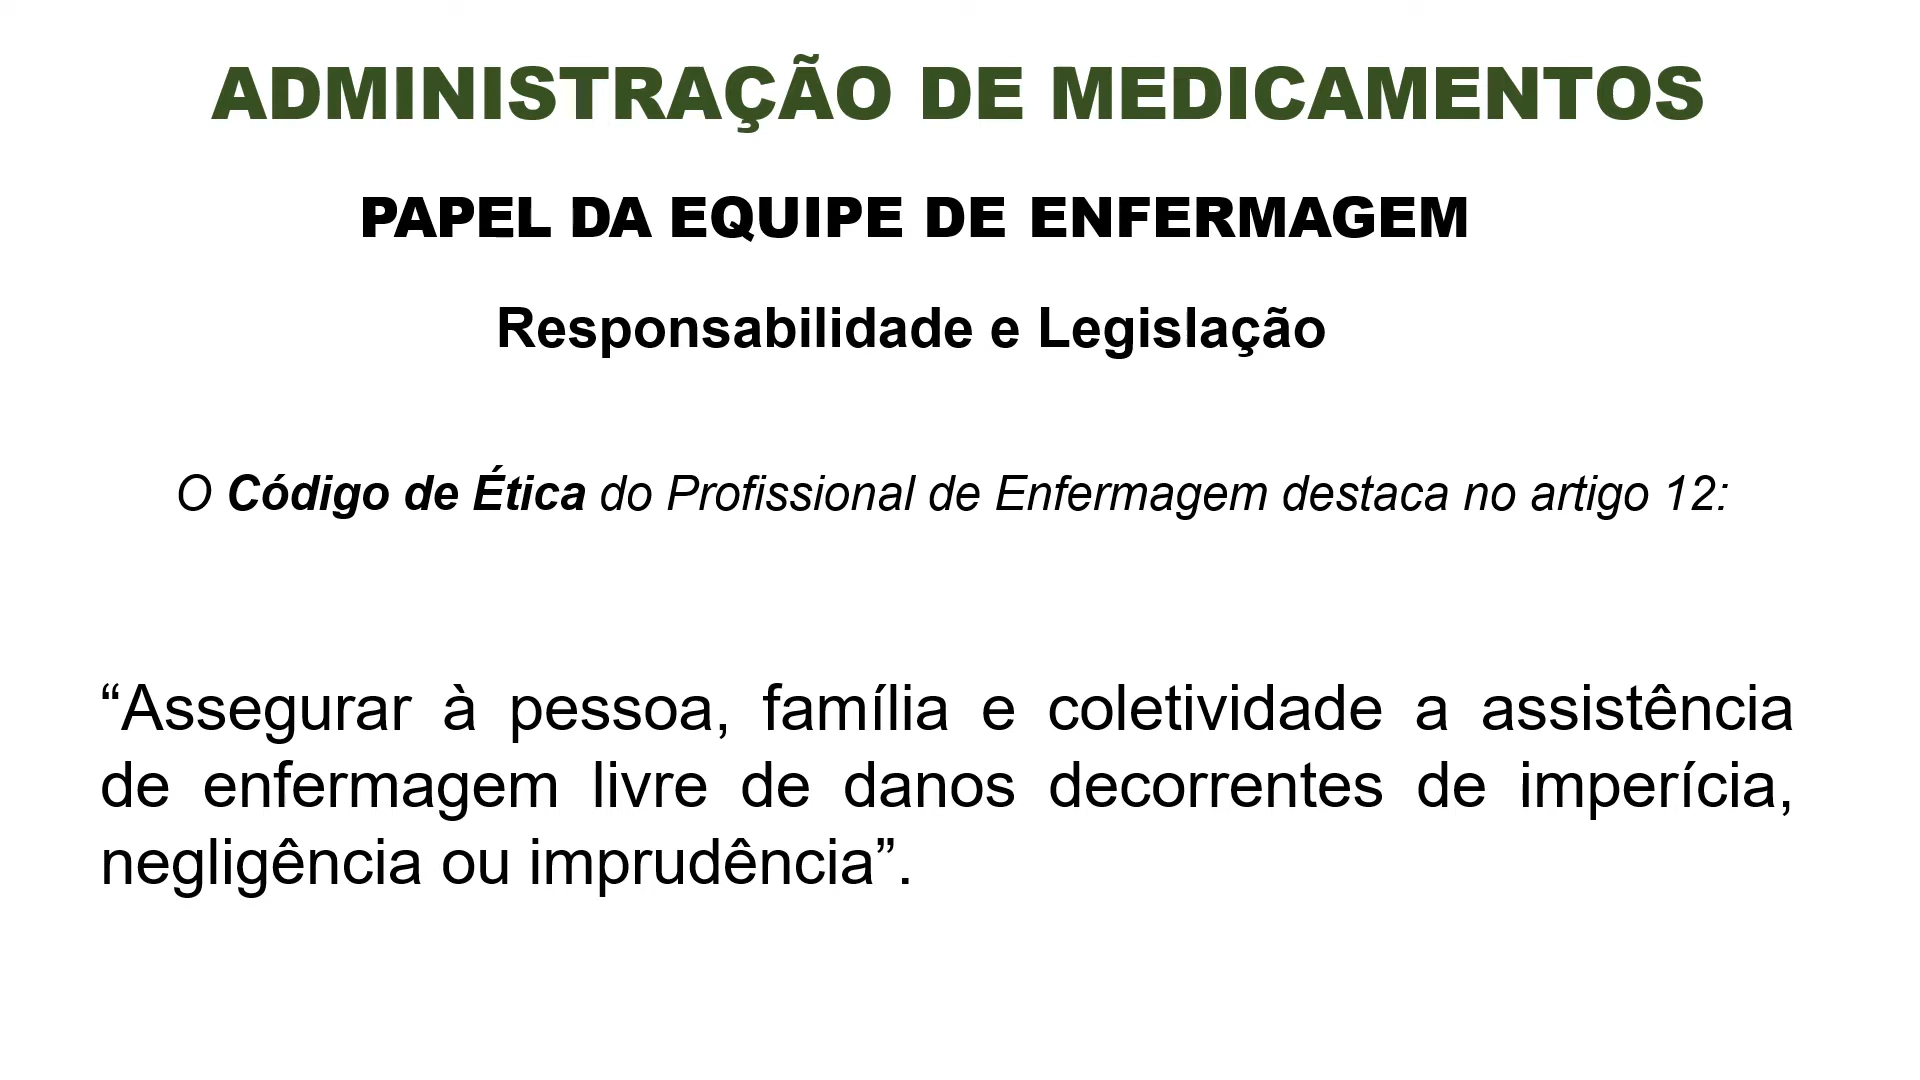 ADMINISTRAÇÃO DE MEDICAMENTOS
PAPEL DA EQUIPE DE ENFERMAGEM
Responsabilidade e Legislação
O Código de Ética do Profissional de Enfermagem destaca no artigo 12:
“Assegurar à pessoa, família e coletividade a assistência
de enfermagem livre de danos decorrentes de imperícia,
negligência ou imprudência”.